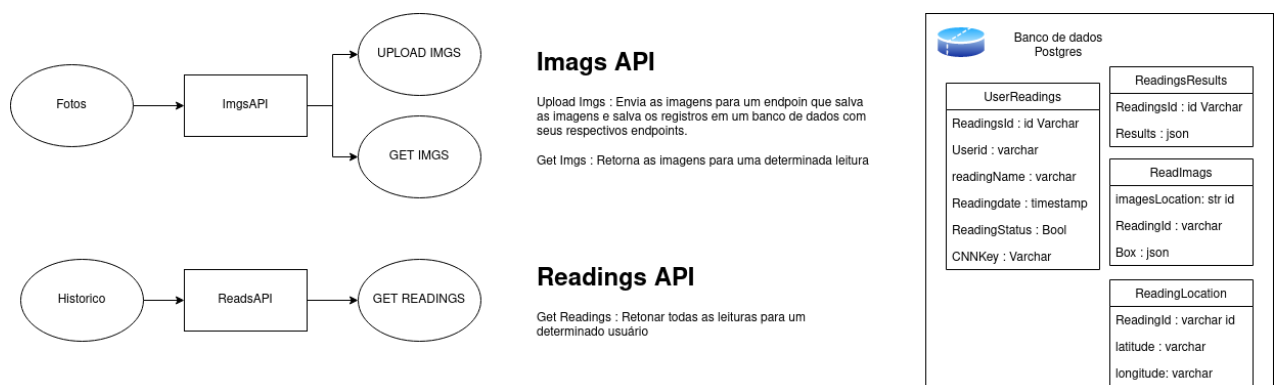 Fotos
ImgsAPI
UPLOAD IMGS
GET IMGS
Imags API
Upload Imgs : Envia as imagens para um endpoin que salva
as imagens e salva os registros em um banco de dados com
seus respectivos endpoints.
Get Imgs : Retorna as imagens para uma determinada leitura
Historico
ReadsAPI
GET READINGS
Readings API
Get Readings : Retonar todas as leituras para um
determinado usuário
Banco de dados
Postgres
UserReadings
ReadingsId : id Varchar
Userid : varchar
readingName : varchar
Readingdate : timestamp
ReadingStatus : Bool
CNNKey : Varchar
ReadingsResults
ReadingsId : id Varchar
Results : json
ReadImags
imagesLocation: str id
ReadingId : varchar
Box : json
ReadingLocation
ReadingId : varchar id
latitude : varchar
longitude: varchar